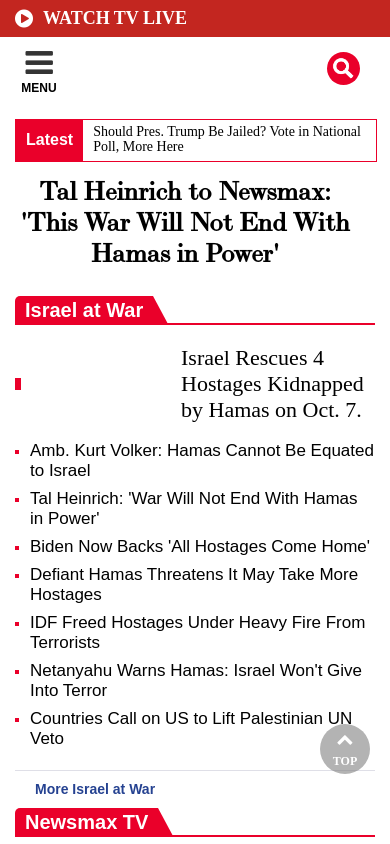 WATCH TV LIVE
MENU
Latest
Should Pres. Trump Be Jailed? Vote in National
Poll, More Here
Tal Heinrich to Newsmax:
'This War Will Not End With
Hamas in Power'
Israel at War
Israel Rescues 4
Hostages Kidnapped
by Hamas on Oct. 7.
Amb. Kurt Volker: Hamas Cannot Be Equated
to Israel
Tal Heinrich: 'War Will Not End With Hamas
in Power'
Biden Now Backs 'All Hostages Come Home'
Defiant Hamas Threatens It May Take More
Hostages
IDF Freed Hostages Under Heavy Fire From
Terrorists
Netanyahu Warns Hamas: Israel Won't Give
Into Terror
Countries Call on US to Lift Palestinian UN
Veto
TOP
More Israel at War
Newsmax TV